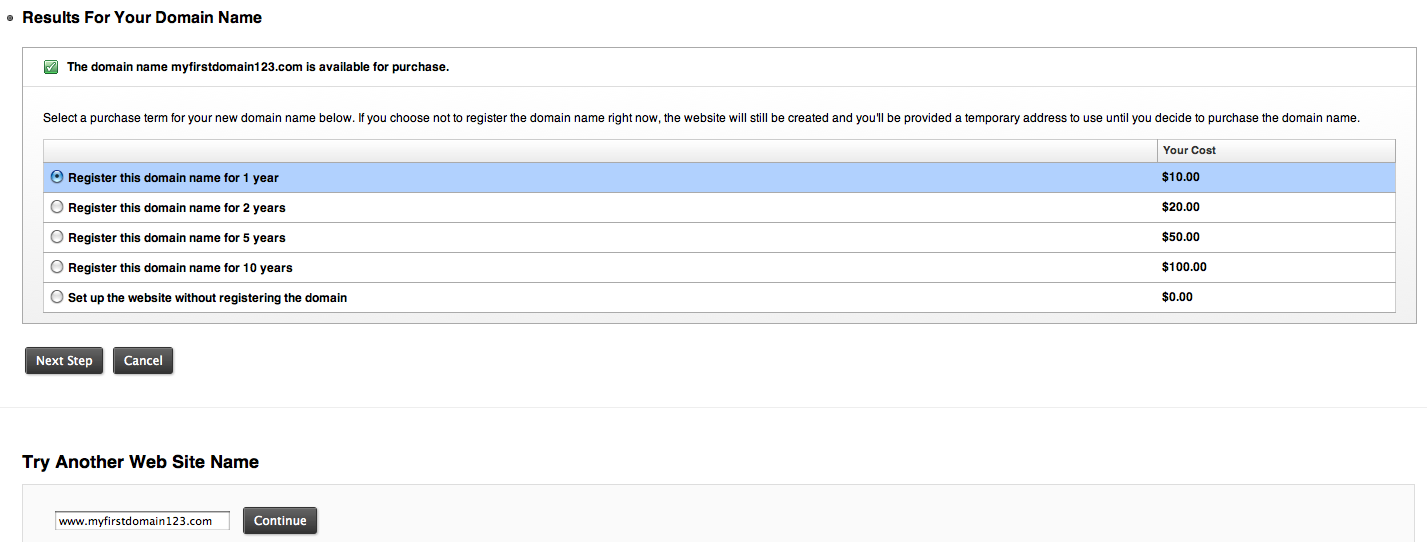 Results For Your Domain Name
The domain name myfirstdomain123.com is available for purchase.
Select a purchase term for your new domain name below. If you choose not to register the domain name right now, the website will still be created and you'll be provided a temporary address to use until you decide to purchase the domain name.
Your Cost
Register this domain name for 1 year $10.00
Register this domain name for 2 years $20.00
Register this domain name for 5 years $50.00
Register this domain name for 10 years $100.00
Set up the website without registering the domain $0.00
Next Step Cancel
Try Another Web Site Name
www.myfirstdomain123.com Continue